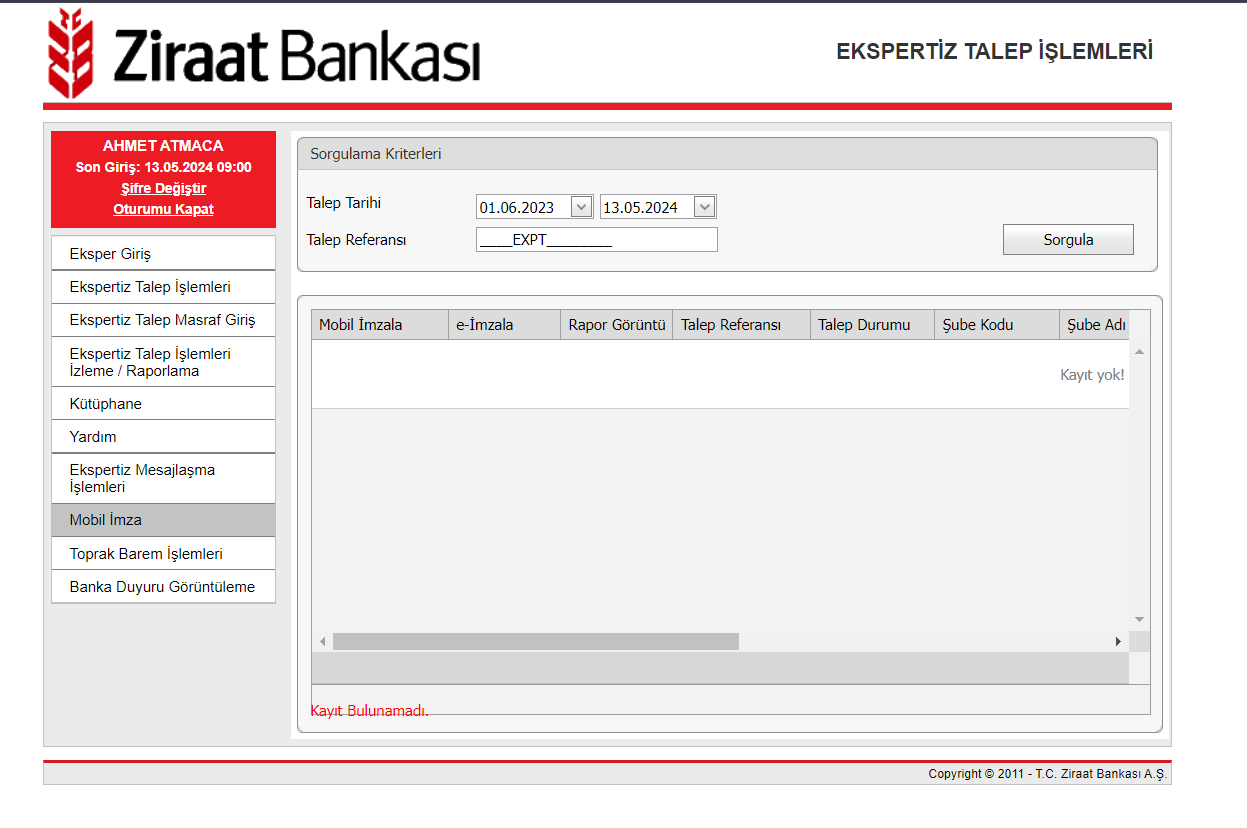 Ziraat Bankası
EKSPERTİZ TALEP İŞLEMLERİ
AHMET ATMACA
Son Giriş: 13.05.2024 09:00
Şifre Değiştir
Oturumu Kapat
Eksper Giriş
Ekspertiz Talep İşlemleri
Ekspertiz Talep Masraf Giriş
Ekspertiz Talep İşlemleri
İzleme / Raporlama
Kütüphane
Yardım
Ekspertiz Mesajlaşma
İşlemleri
Mobil İmza
Toprak Barem İşlemleri
Banka Duyuru Görüntüleme
Sorgulama Kriterleri
Talep Tarihi 01.06.2023 13.05.2024
Talep Referansı ____EXPT________ Sorgula
Mobil İmzala e-İmzala Rapor Görüntü Talep Referansı Talep Durumu Şube Kodu Şube Adı
Kayıt yok!
Kayıt Bulunamadı.
Copyright © 2011 - T.C. Ziraat Bankası A.Ş.